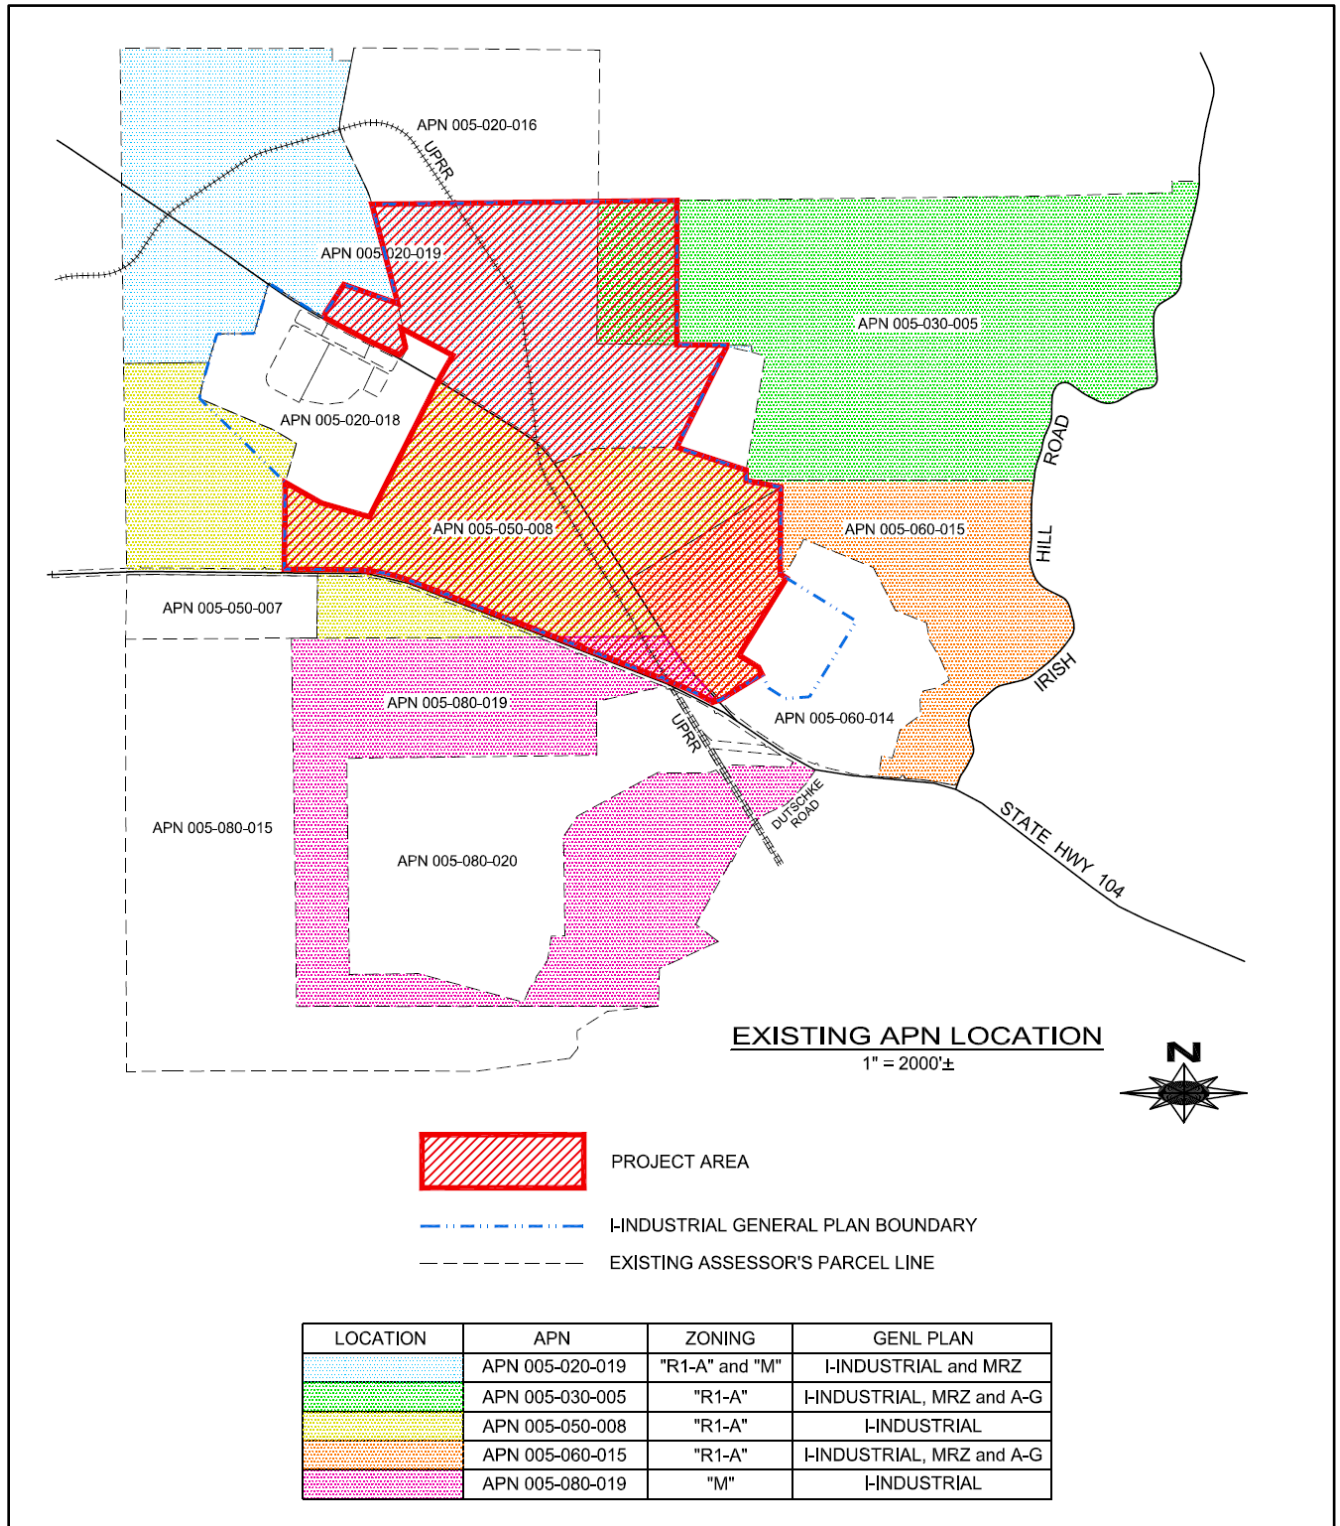 APN 005-020-016
UPRR
APN 005-020-019
APN 005-030-005
APN 005-020-018
ROAD
HILL
IRISH
APN 005-050-008
APN 005-060-015
APN 005-050-007
APN 005-080-019
APN 005-060-014
UPRR
DUTSCHKE
ROAD
STATE HWY 104
APN 005-080-015
APN 005-080-020
EXISTING APN LOCATION
1" = 2000'±
N
PROJECT AREA
I-INDUSTRIAL GENERAL PLAN BOUNDARY
EXISTING ASSESSOR'S PARCEL LINE
LOCATION APN ZONING GENL PLAN
APN 005-020-019 "R1-A" and "M" I-INDUSTRIAL and MRZ
APN 005-030-005 "R1-A" I-INDUSTRIAL, MRZ and A-G
APN 005-050-008 "R1-A" I-INDUSTRIAL
APN 005-060-015 "R1-A" I-INDUSTRIAL, MRZ and A-G
APN 005-080-019 "M" I-INDUSTRIAL